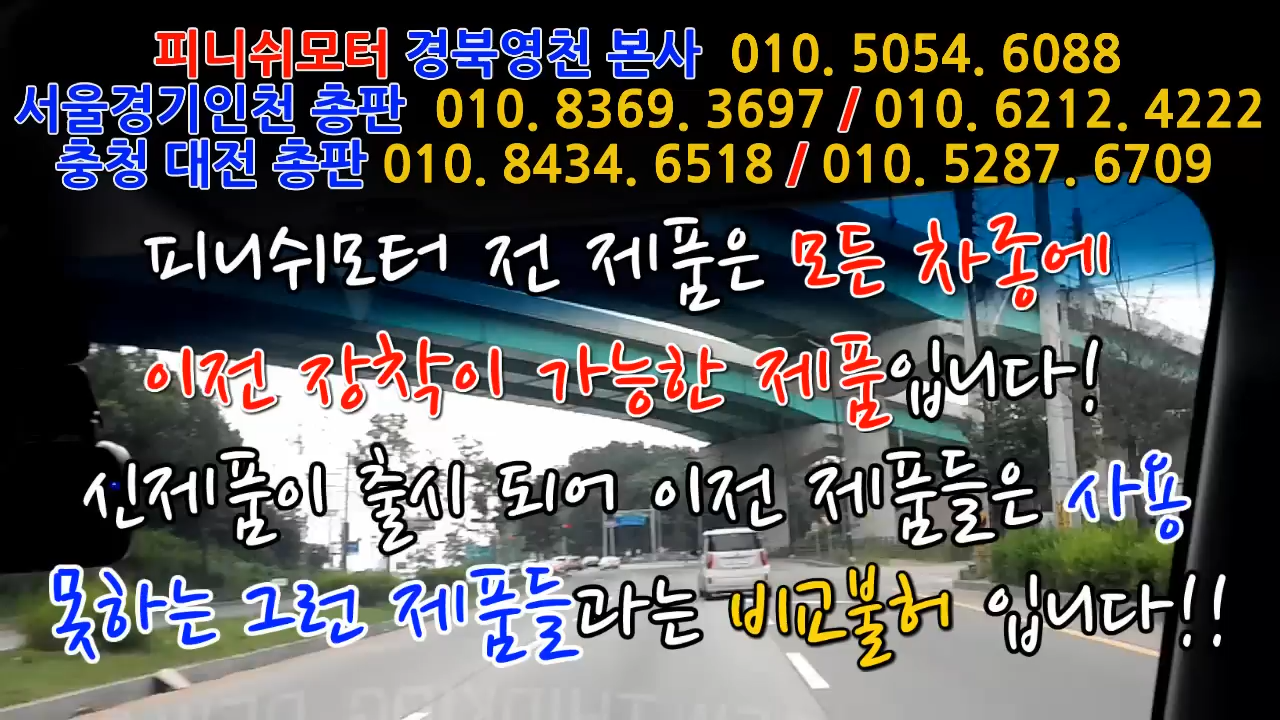 피니쉬모터 경북영천 본사 010. 5054. 6088
서울경기인천 총판 010. 8369. 3697 / 010. 6212. 4222
충청 대전 총판 010. 8434. 6518 / 010. 5287. 6709
피니쉬모터 전 제품은 모든 차종에
이전 장착이 가능한 제품입니다!
신제품이 출시 되어 이전 제품들은 사용
못하는 그런 제품들과는 비교불허 입니다!!